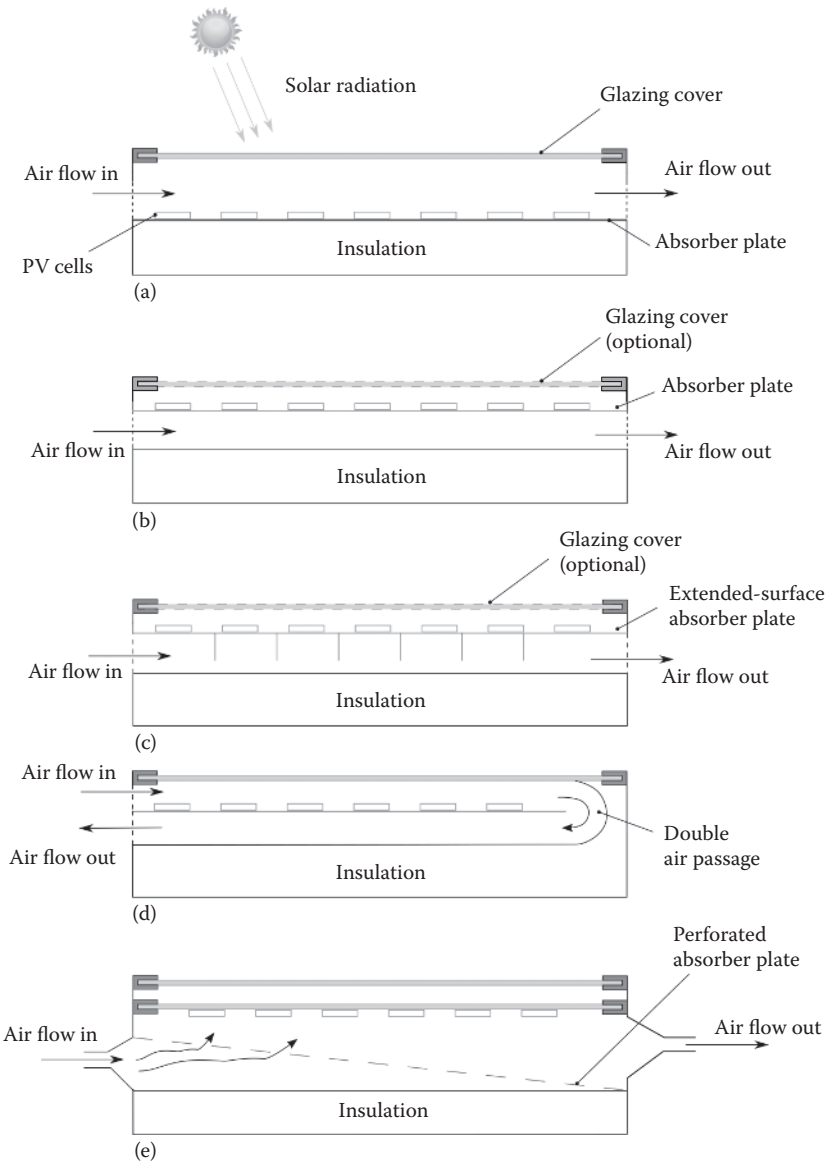 Solar radiation
Glazing cover
Air flow in
Air flow out
PV cells
Insulation
Absorber plate
(a)
Glazing cover
(optional)
Absorber plate
Air flow in
Air flow out
Insulation
(b)
Glazing cover
(optional)
Extended-surface
absorber plate
Air flow in
Air flow out
Insulation
(c)
Air flow in
Air flow out
Double
air passage
Insulation
(d)
Perforated
absorber plate
Air flow in
Air flow out
Insulation
(e)